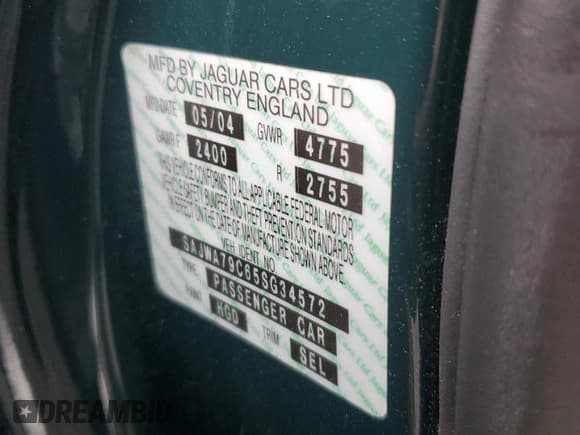 MFD BY JAGUAR CARS LTD
COVENTRY ENGLAND
MFD DATE 05/04 GVWR 4775
GAWR F 2400 R 2755
THIS VEHICLE CONFORMS TO ALL APPLICABLE FEDERAL MOTOR
VEHICLE SAFETY BUMPER AND THEFT PREVENTION STANDARDS
IN EFFECT ON DATE OF MANUFACTURE SHOWN ABOVE.
VEH. IDENT NO.
SAJWA79C65SG34572
TYPE PASSENGER CAR
PAINT HGD TRIM SEL
DREAMBID